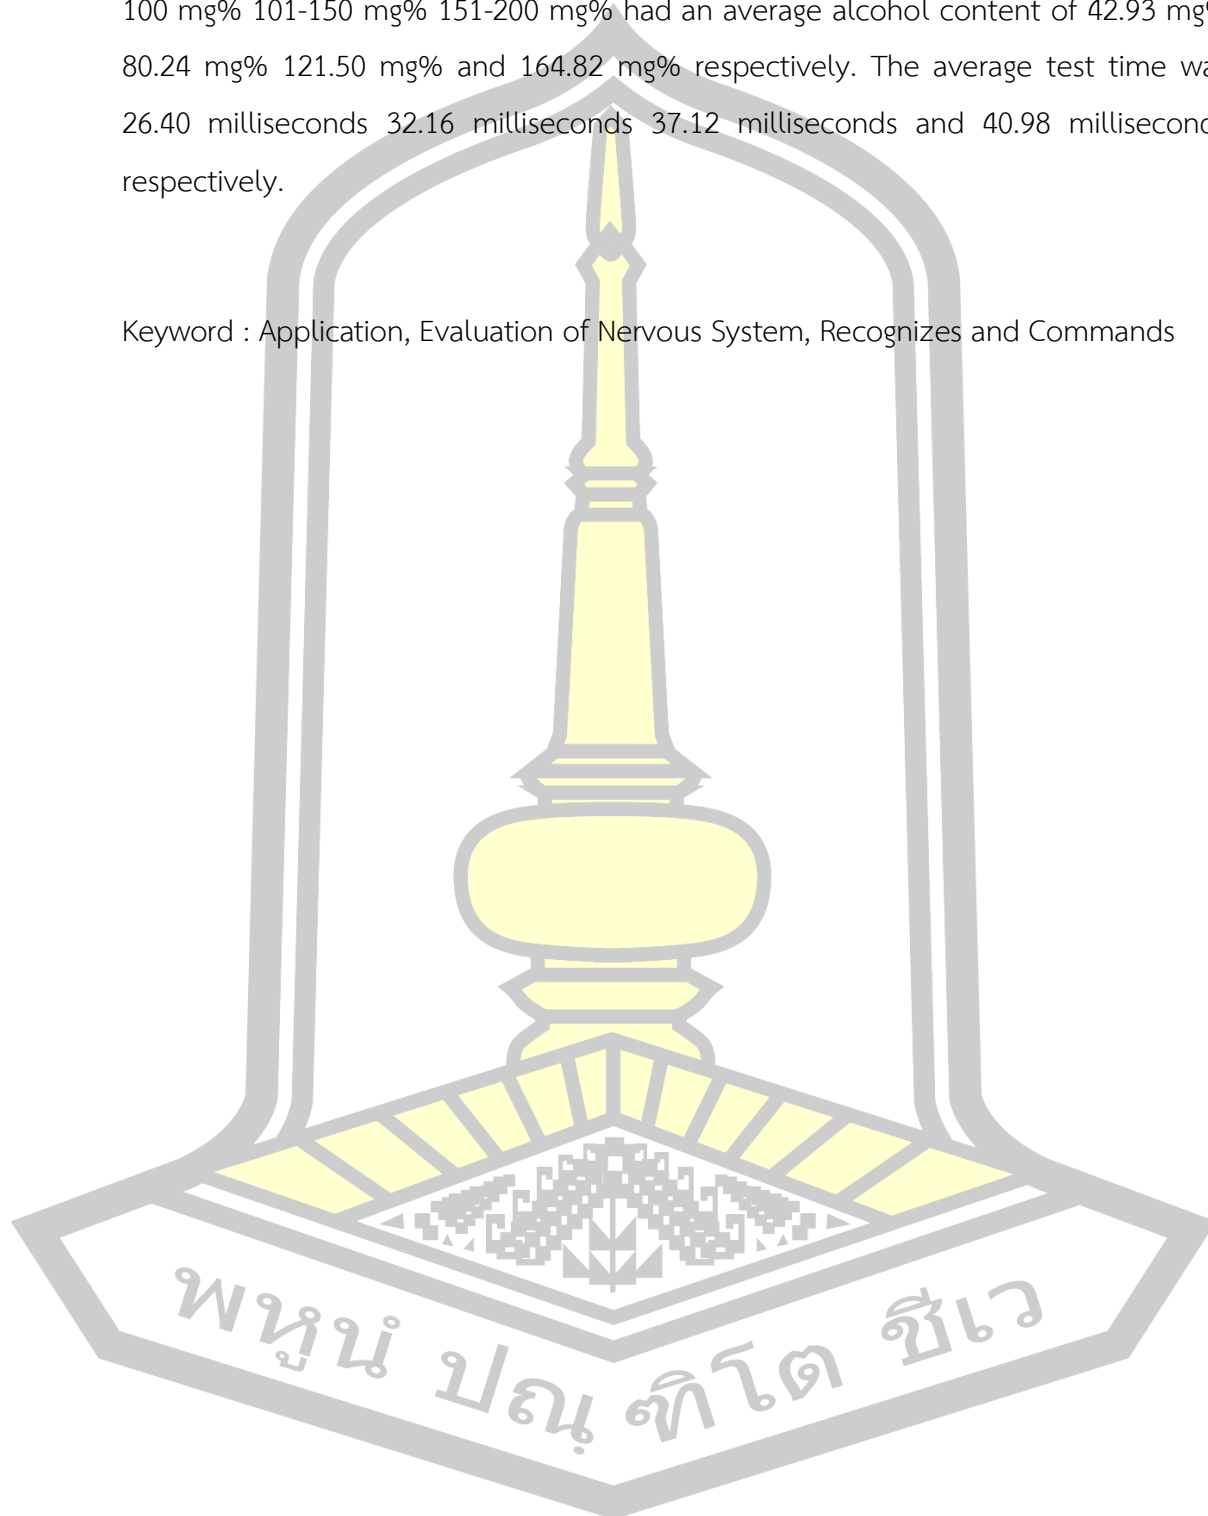 100 mg% 101-150 mg% 151-200 mg% had an average alcohol content of 42.93 mg%
80.24 mg% 121.50 mg% and 164.82 mg% respectively. The average test time wa
26.40 milliseconds 32.16 milliseconds 37.12 milliseconds and 40.98 millisecond
respectively.
Keyword : Application, Evaluation of Nervous System, Recognizes and Commands
พหูนํ ปณฺ ฑิโต ชีเว